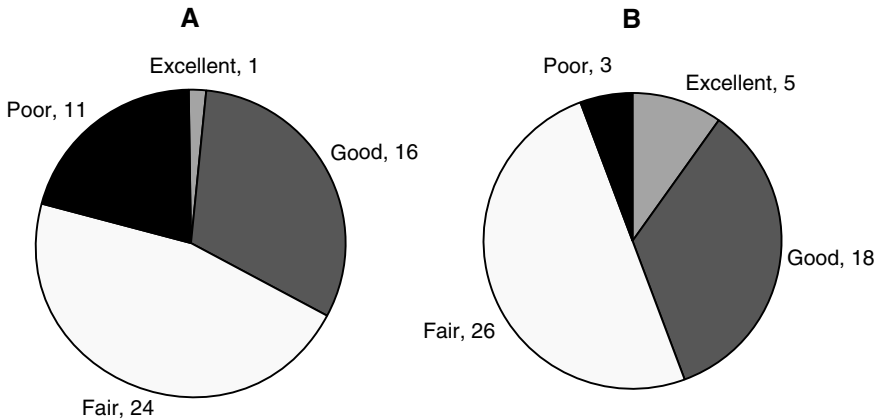 A
Excellent, 1
Poor, 11
Good, 16
Fair, 24
B
Poor, 3
Excellent, 5
Good, 18
Fair, 26